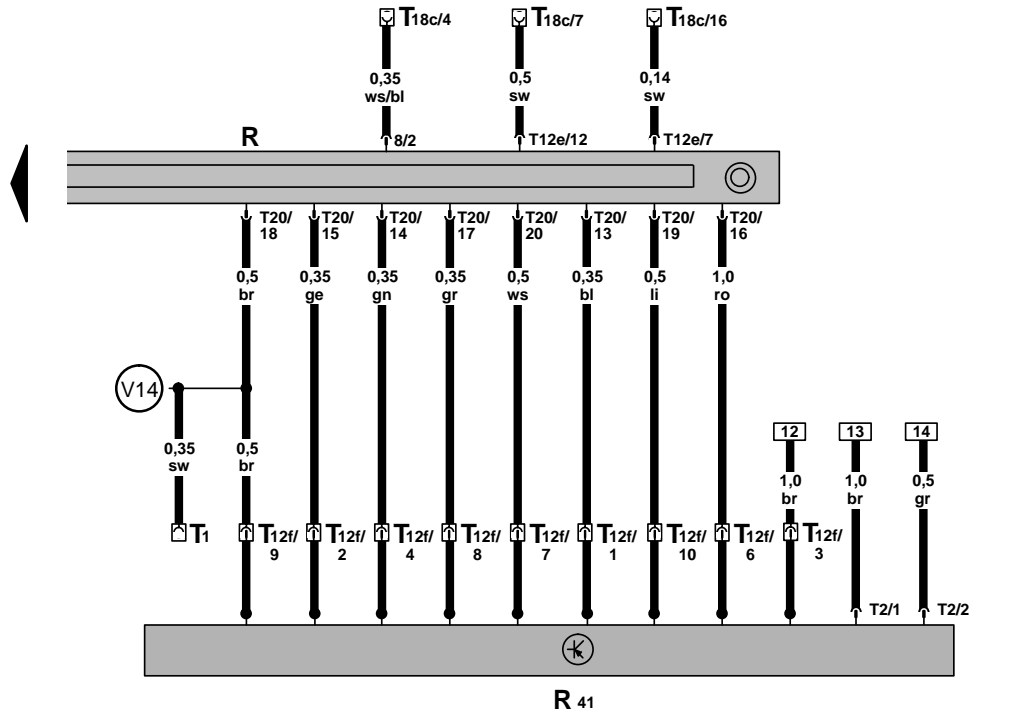 T18c/4 T18c/7 T18c/16
0,35 0,5 0,14
ws/bl sw sw
R 8/2 T12e/12 T12e/7
T20/ T20/ T20/ T20/ T20/ T20/ T20/ T20/
18 15 14 17 20 13 19 16
0,5 0,35 0,35 0,35 0,5 0,35 0,5 1,0
br ge gn gr ws bl li ro
V14
12 13 14
0,35 0,5
sw br
1,0 1,0 0,5
br br gr
T1 T12f/ T12f/ T12f/ T12f/ T12f/ T12f/ T12f/ T12f/ T12f/
9 2 4 8 7 1 10 6 3
T2/1 T2/2
R 41